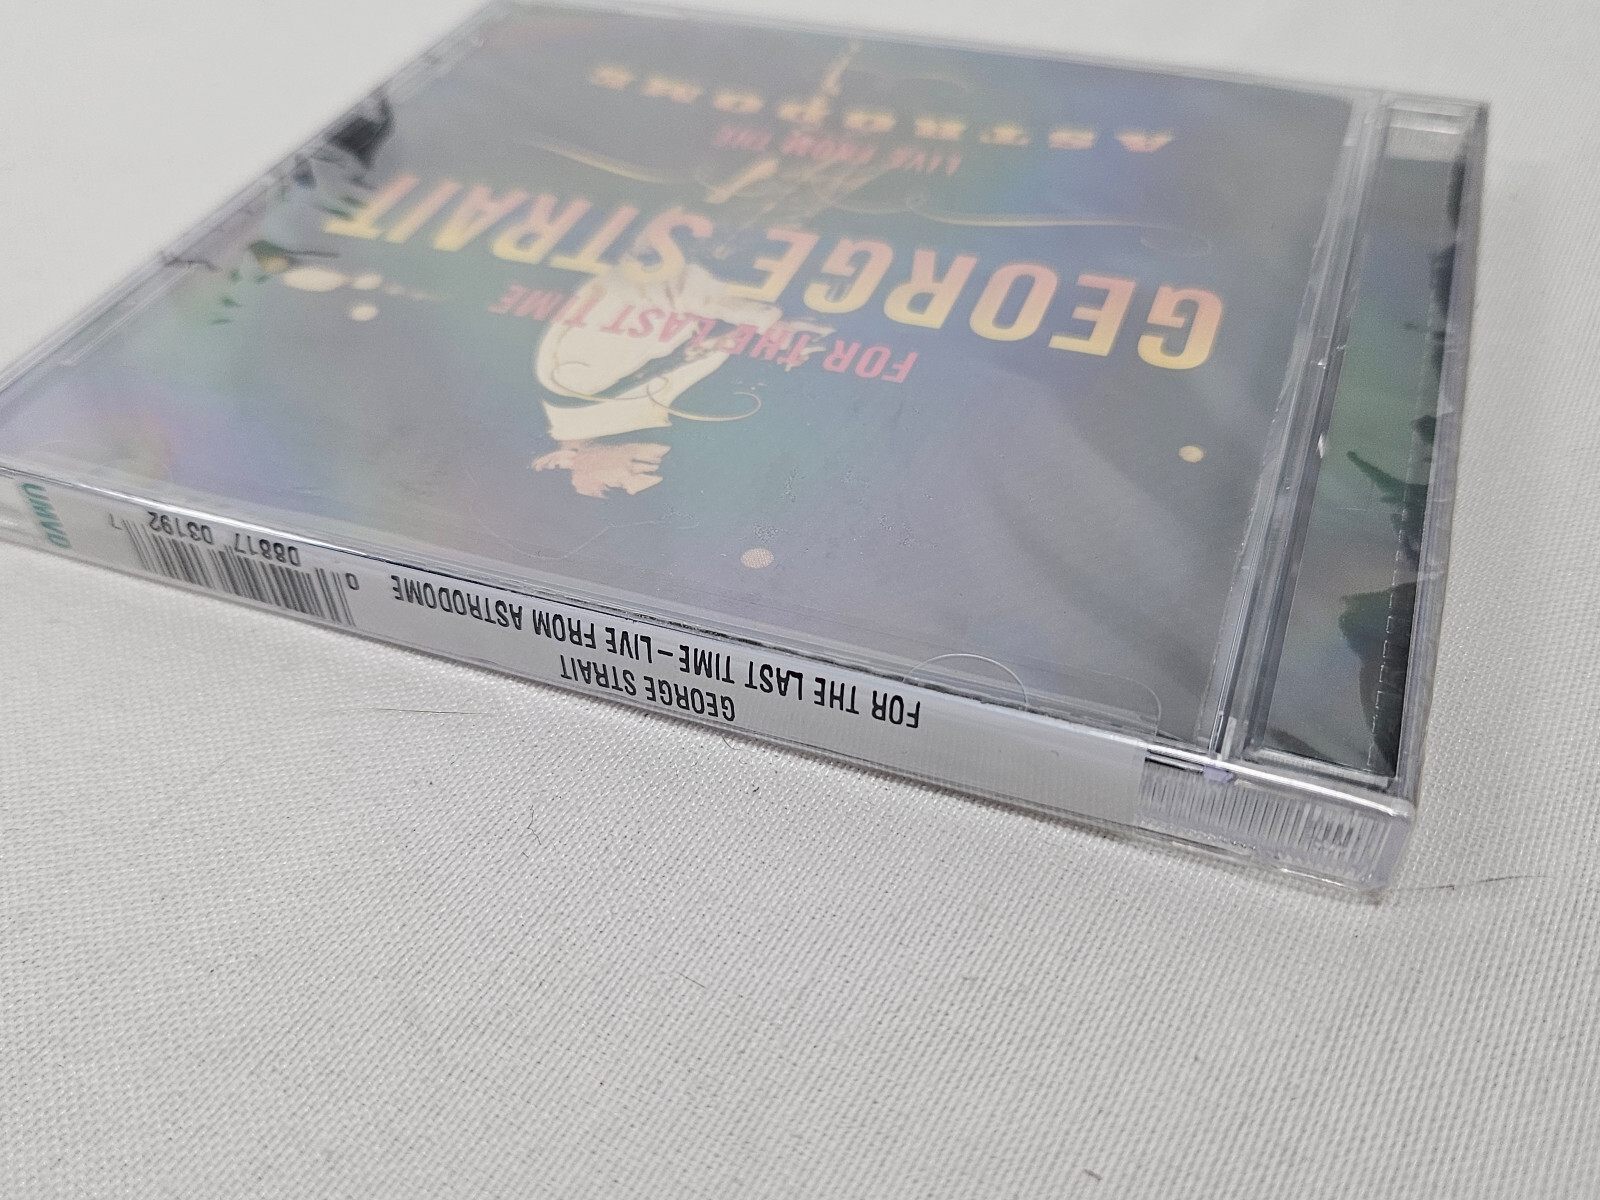 FOR THE LAST TIME
GEORGE STRAIT
LIVE FROM THE
ASTRODOME
GEORGE STRAIT
FOR THE LAST TIME – LIVE FROM ASTRODOME
0 08817 03192 7
UMVD